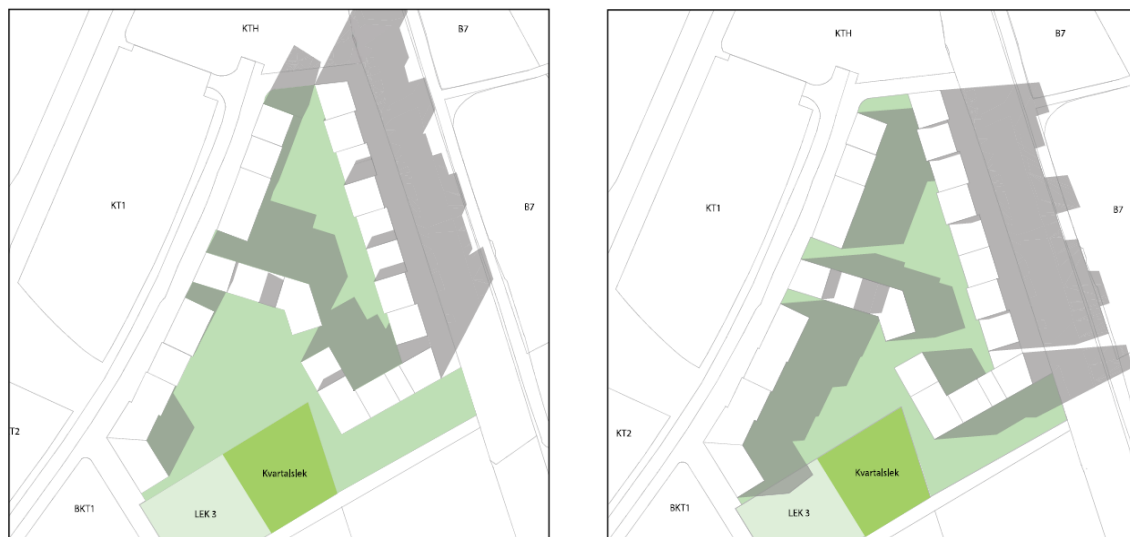 KTH
B7
KT1
B7
T2
Kvartalslek
BKT1
LEK 3
KTH
B7
KT1
B7
KT2
Kvartalslek
BKT1
LEK 3